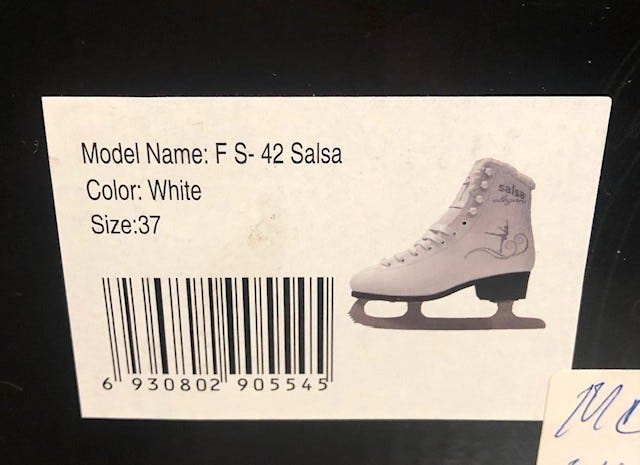 Model Name: F S- 42 Salsa
Color: White
Size:37
salsa
6 930802 905545